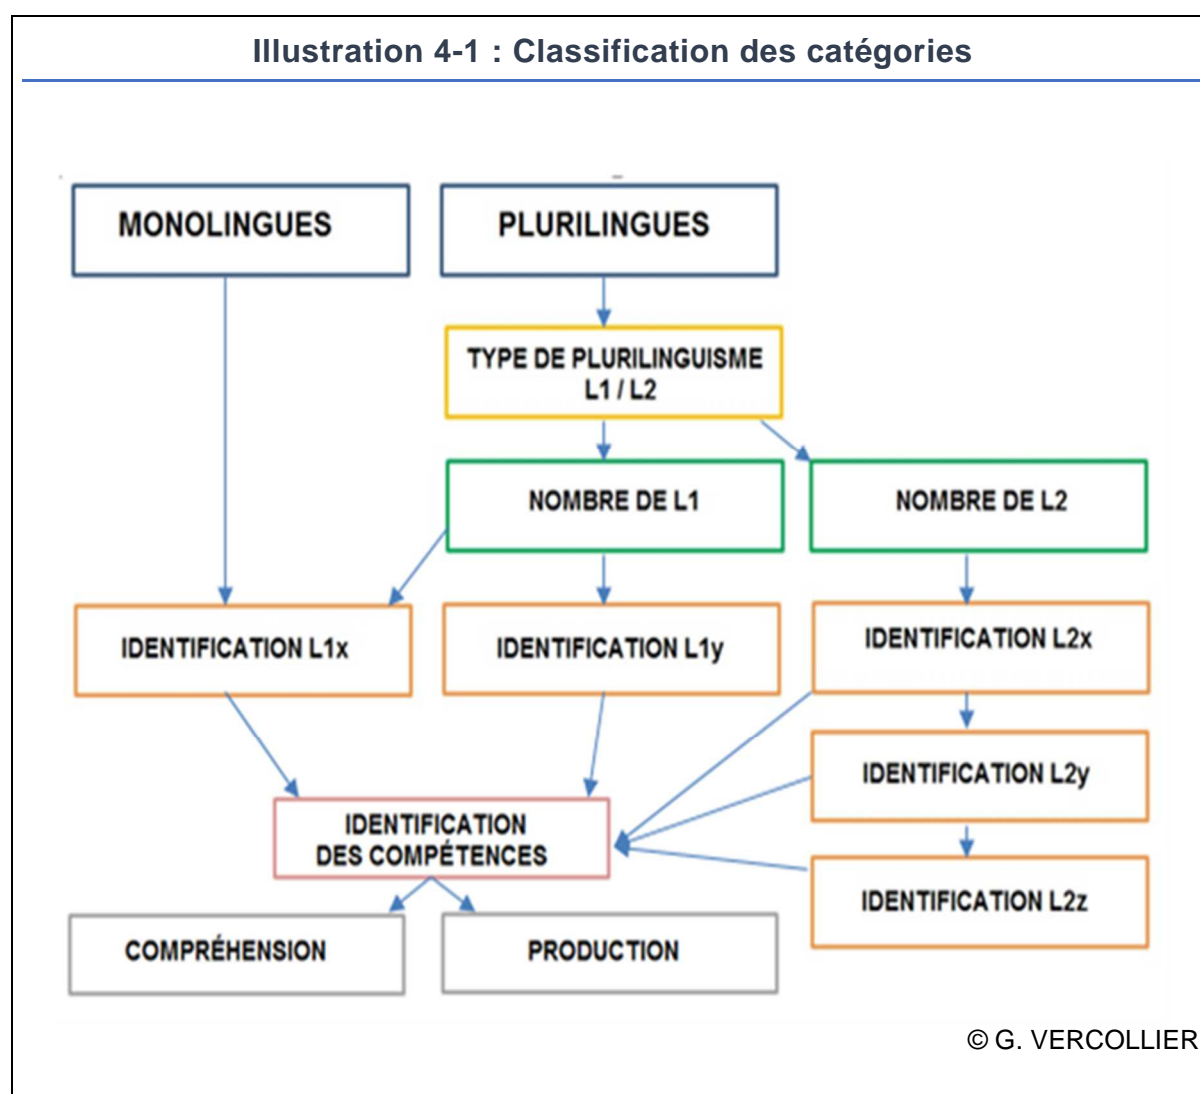 Illustration 4-1 : Classification des catégories
MONOLINGUES
PLURILINGUES
TYPE DE PLURILINGUISME
L1 / L2
NOMBRE DE L1
NOMBRE DE L2
IDENTIFICATION L1x
IDENTIFICATION L1y
IDENTIFICATION L2x
IDENTIFICATION L2y
IDENTIFICATION
DES COMPÉTENCES
IDENTIFICATION L2z
COMPRÉHENSION
PRODUCTION
© G. VERCOLLIER